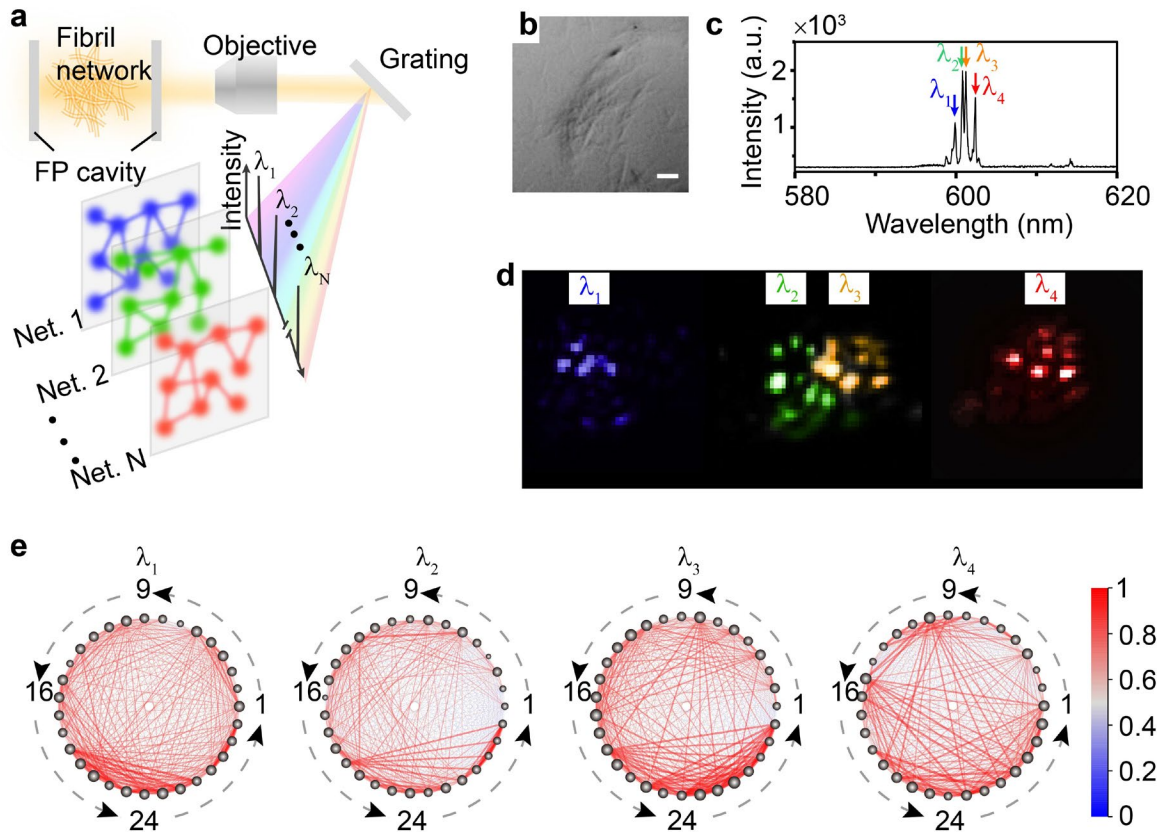 a
Fibril
network
Objective
Grating
FP cavity
Intensity
λ1
λ2
λN
Net. 1
Net. 2
Net. N
b
c
×10³
Intensity (a.u.)
2
1
λ1
λ2
λ3
λ4
580
600
620
Wavelength (nm)
d
λ1
λ2
λ3
λ4
e
λ1
9
16
1
24
λ2
9
16
1
24
λ3
9
16
1
24
λ4
9
16
1
24
1
0.8
0.6
0.4
0.2
0